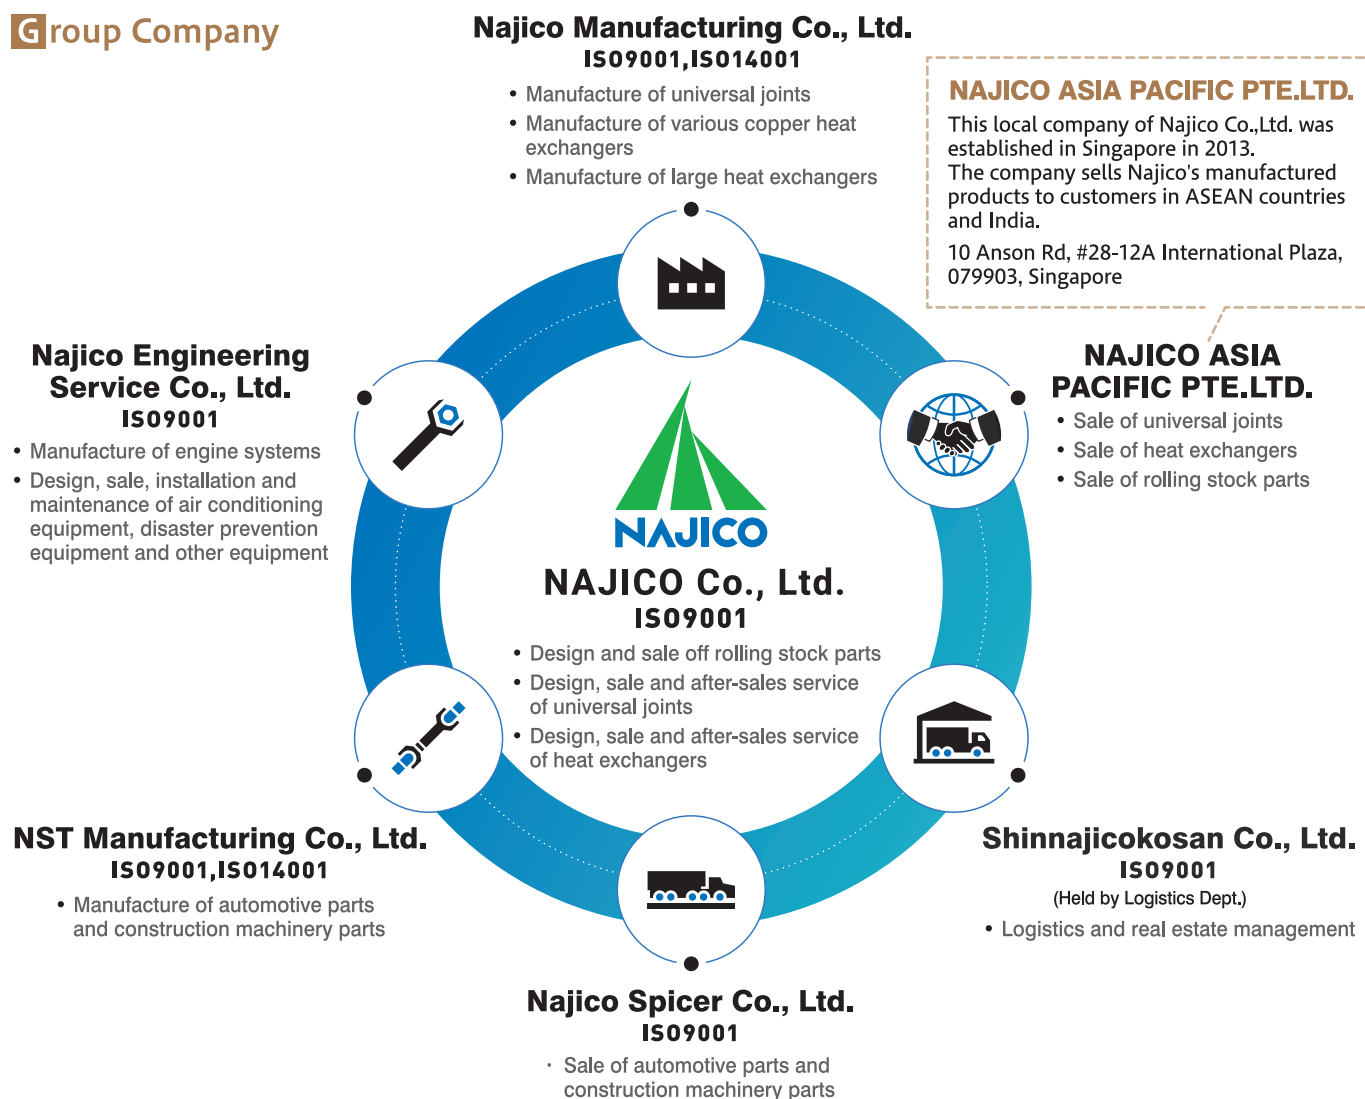 Group Company
Najico Manufacturing Co., Ltd.
ISO9001,ISO14001
• Manufacture of universal joints
• Manufacture of various copper heat
exchangers
• Manufacture of large heat exchangers
NAJICO ASIA PACIFIC PTE.LTD.
This local company of Najico Co.,Ltd. was
established in Singapore in 2013.
The company sells Najico's manufactured
products to customers in ASEAN countries
and India.
10 Anson Rd, #28-12A International Plaza,
079903, Singapore
Najico Engineering
Service Co., Ltd.
ISO9001
• Manufacture of engine systems
• Design, sale, installation and
maintenance of air conditioning
equipment, disaster prevention
equipment and other equipment
NAJICO ASIA
PACIFIC PTE.LTD.
• Sale of universal joints
• Sale of heat exchangers
• Sale of rolling stock parts
NAJICO
NAJICO Co., Ltd.
ISO9001
• Design and sale off rolling stock parts
• Design, sale and after-sales service
of universal joints
• Design, sale and after-sales service
of heat exchangers
NST Manufacturing Co., Ltd.
ISO9001,ISO14001
• Manufacture of automotive parts
and construction machinery parts
Shinnajicokosan Co., Ltd.
ISO9001
(Held by Logistics Dept.)
• Logistics and real estate management
Najico Spicer Co., Ltd.
ISO9001
· Sale of automotive parts and
construction machinery parts